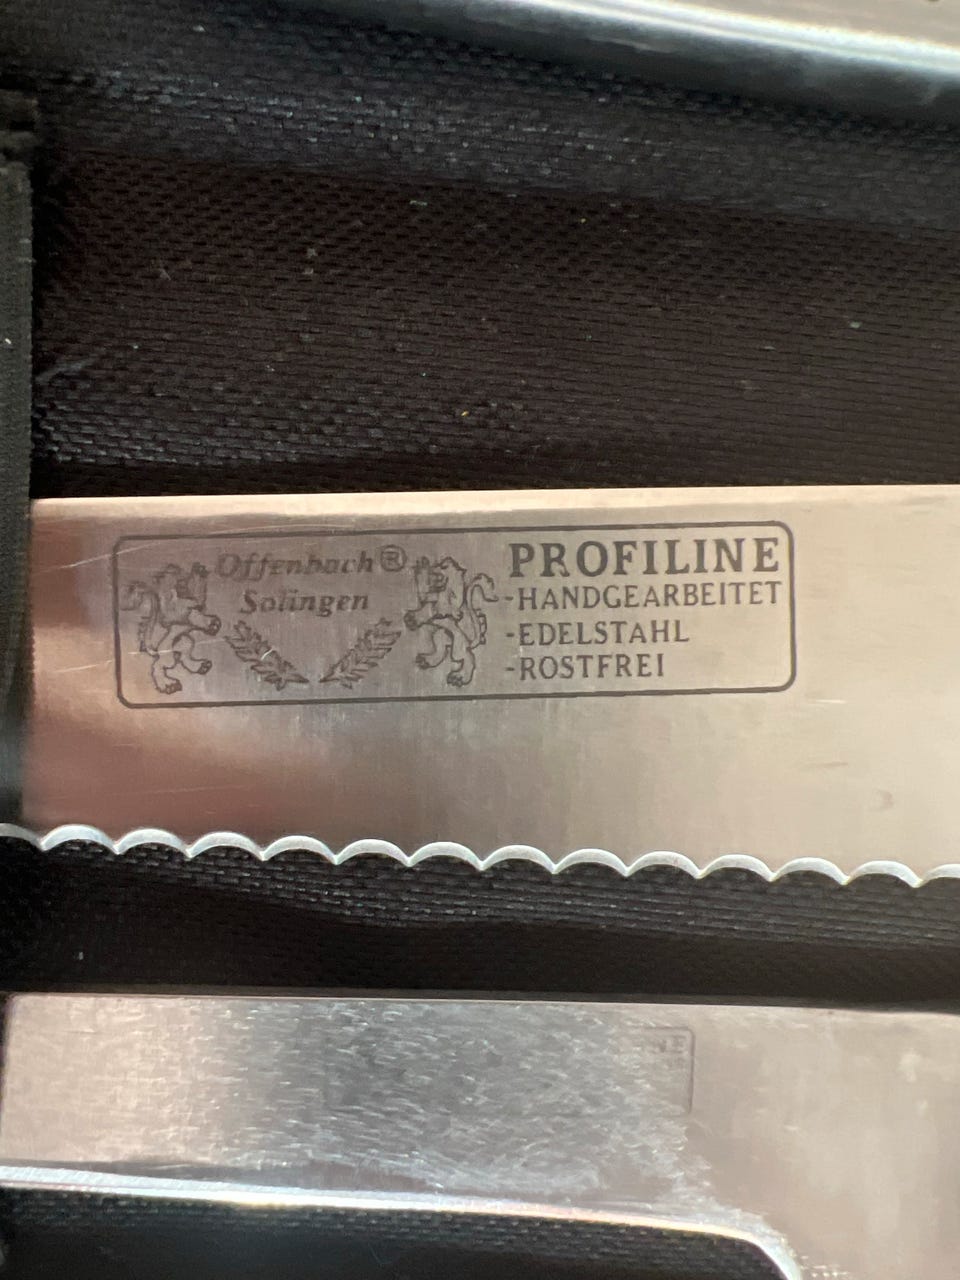 Offenbach®
Solingen
PROFILINE
-HANDGEARBEITET
-EDELSTAHL
-ROSTFREI